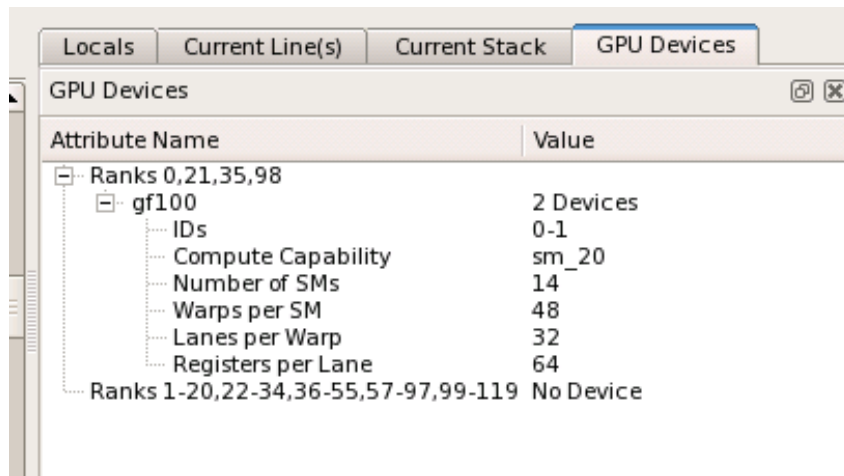 Locals Current Line(s) Current Stack GPU Devices
GPU Devices
Attribute Name Value
Ranks 0,21,35,98
gf100 2 Devices
IDs 0-1
Compute Capability sm_20
Number of SMs 14
Warps per SM 48
Lanes per Warp 32
Registers per Lane 64
Ranks 1-20,22-34,36-55,57-97,99-119 No Device